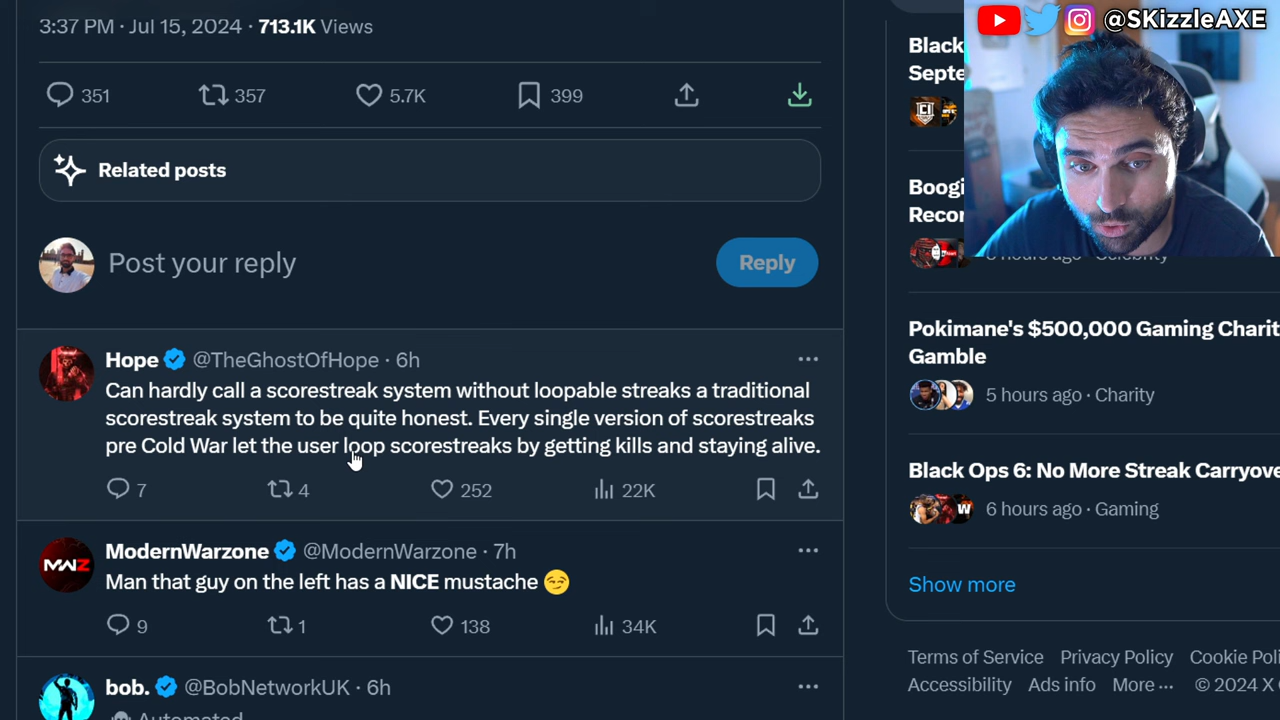 @SKizzleAXE
3:37 PM · Jul 15, 2024 · 713.1K Views
351 357 5.7K 399
Related posts
Post your reply
Reply
Hope @TheGhostOfHope · 6h
Can hardly call a scorestreak system without loopable streaks a traditional
scorestreak system to be quite honest. Every single version of scorestreaks
pre Cold War let the user loop scorestreaks by getting kills and staying alive.
7 4 252 22K
ModernWarzone @ModernWarzone · 7h
Man that guy on the left has a NICE mustache 😏
9 1 138 34K
bob. @BobNetworkUK · 6h
Automated
Black
Septe
Boogi
Recor
hours ago · Celebrity
Pokimane's $500,000 Gaming Charit
Gamble
5 hours ago · Charity
Black Ops 6: No More Streak Carryove
6 hours ago · Gaming
Show more
Terms of Service Privacy Policy Cookie Poli
Accessibility Ads info More ··· © 2024 X C